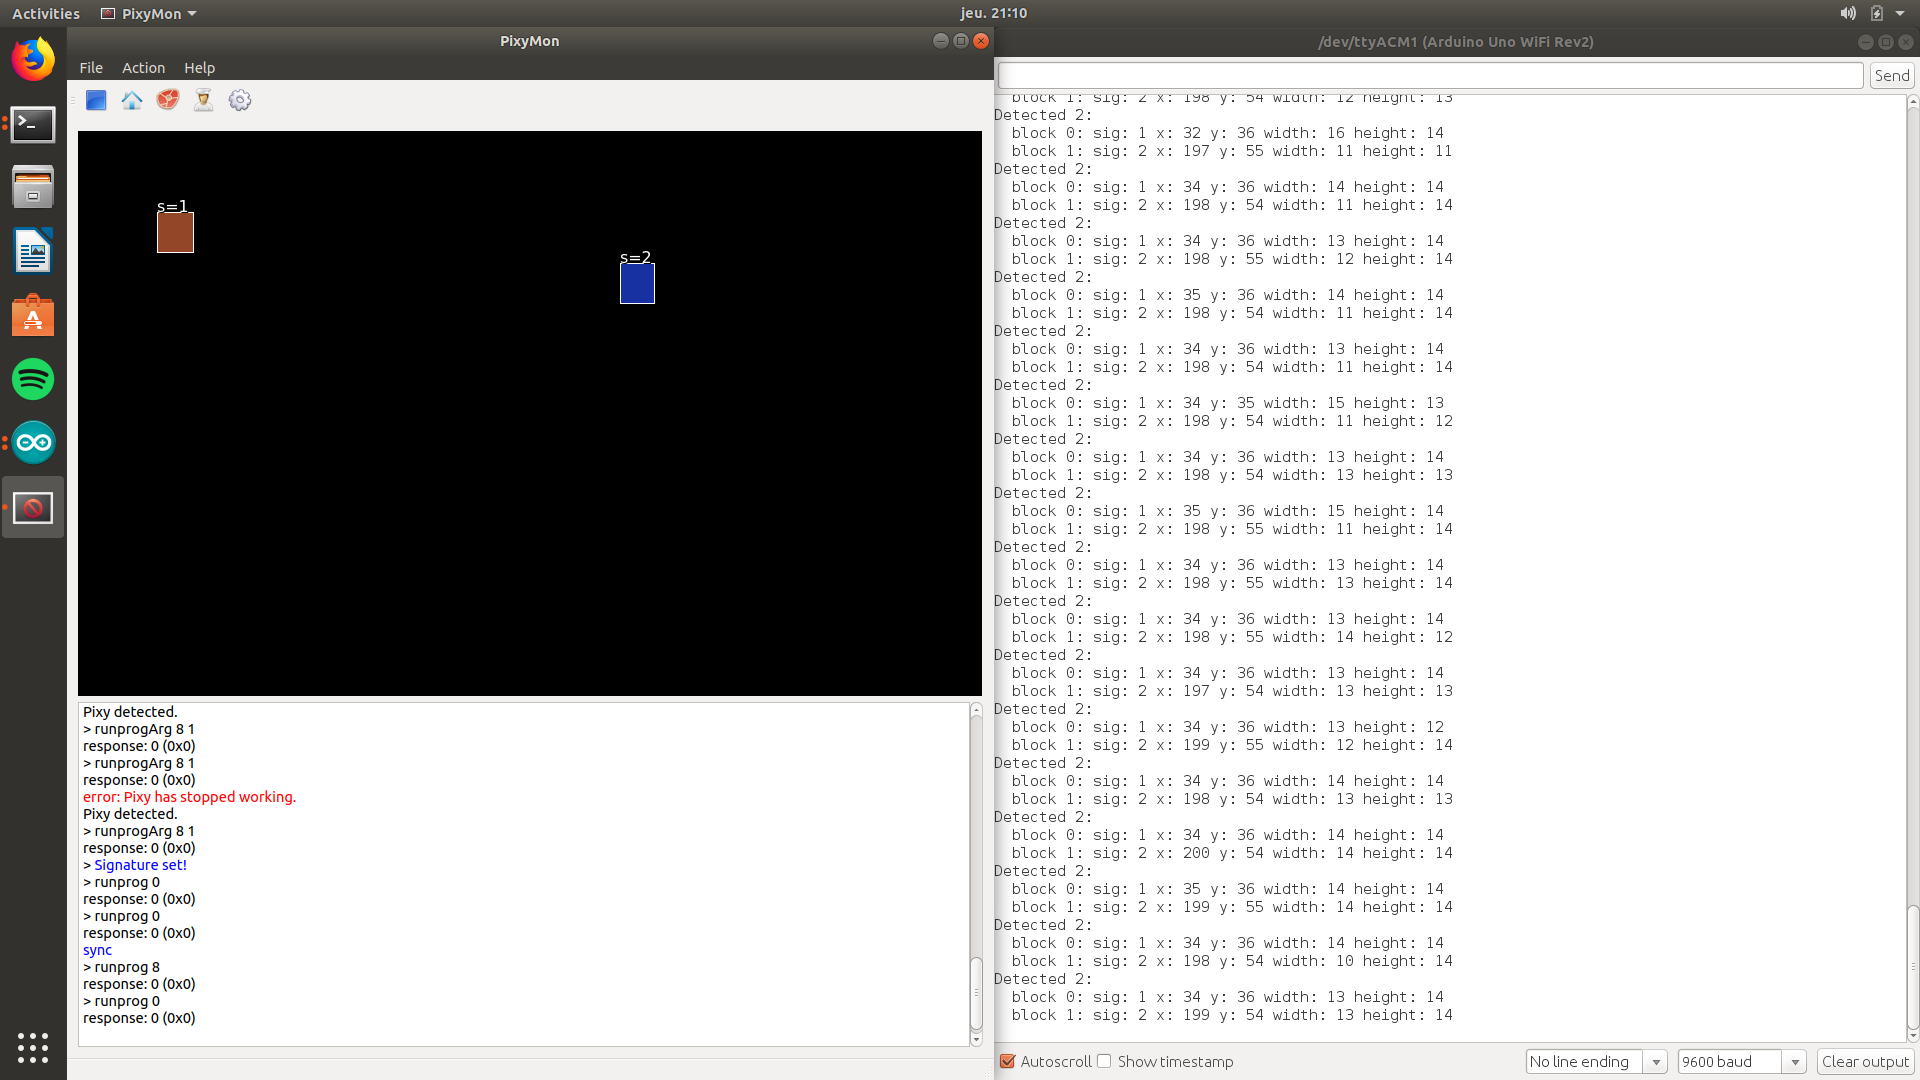 Activities
PixyMon
jeu. 21:10
PixyMon
File Action Help
s=1
s=2
Pixy detected.
> runprogArg 8 1
response: 0 (0x0)
> runprogArg 8 1
response: 0 (0x0)
error: Pixy has stopped working.
Pixy detected.
> runprogArg 8 1
response: 0 (0x0)
> Signature set!
> runprog 0
response: 0 (0x0)
> runprog 0
response: 0 (0x0)
sync
> runprog 8
response: 0 (0x0)
> runprog 0
response: 0 (0x0)
/dev/ttyACM1 (Arduino Uno WiFi Rev2)
Send
block 1: sig: 2 x: 198 y: 54 width: 12 height: 13
Detected 2:
block 0: sig: 1 x: 32 y: 36 width: 16 height: 14
block 1: sig: 2 x: 197 y: 55 width: 11 height: 11
Detected 2:
block 0: sig: 1 x: 34 y: 36 width: 14 height: 14
block 1: sig: 2 x: 198 y: 54 width: 11 height: 14
Detected 2:
block 0: sig: 1 x: 34 y: 36 width: 13 height: 14
block 1: sig: 2 x: 198 y: 55 width: 12 height: 14
Detected 2:
block 0: sig: 1 x: 35 y: 36 width: 14 height: 14
block 1: sig: 2 x: 198 y: 54 width: 11 height: 14
Detected 2:
block 0: sig: 1 x: 34 y: 36 width: 13 height: 14
block 1: sig: 2 x: 198 y: 54 width: 11 height: 14
Detected 2:
block 0: sig: 1 x: 34 y: 35 width: 15 height: 13
block 1: sig: 2 x: 198 y: 54 width: 11 height: 12
Detected 2:
block 0: sig: 1 x: 34 y: 36 width: 13 height: 14
block 1: sig: 2 x: 198 y: 54 width: 13 height: 13
Detected 2:
block 0: sig: 1 x: 35 y: 36 width: 15 height: 14
block 1: sig: 2 x: 198 y: 55 width: 11 height: 14
Detected 2:
block 0: sig: 1 x: 34 y: 36 width: 13 height: 14
block 1: sig: 2 x: 198 y: 55 width: 13 height: 14
Detected 2:
block 0: sig: 1 x: 34 y: 36 width: 13 height: 14
block 1: sig: 2 x: 198 y: 55 width: 14 height: 12
Detected 2:
block 0: sig: 1 x: 34 y: 36 width: 13 height: 14
block 1: sig: 2 x: 197 y: 54 width: 13 height: 13
Detected 2:
block 0: sig: 1 x: 34 y: 36 width: 13 height: 12
block 1: sig: 2 x: 199 y: 55 width: 12 height: 14
Detected 2:
block 0: sig: 1 x: 34 y: 36 width: 14 height: 14
block 1: sig: 2 x: 198 y: 54 width: 13 height: 13
Detected 2:
block 0: sig: 1 x: 34 y: 36 width: 14 height: 14
block 1: sig: 2 x: 200 y: 54 width: 14 height: 14
Detected 2:
block 0: sig: 1 x: 35 y: 36 width: 14 height: 14
block 1: sig: 2 x: 199 y: 55 width: 14 height: 14
Detected 2:
block 0: sig: 1 x: 34 y: 36 width: 14 height: 14
block 1: sig: 2 x: 198 y: 54 width: 10 height: 14
Detected 2:
block 0: sig: 1 x: 34 y: 36 width: 13 height: 14
block 1: sig: 2 x: 199 y: 54 width: 13 height: 14
Autoscroll Show timestamp
No line ending
9600 baud
Clear output